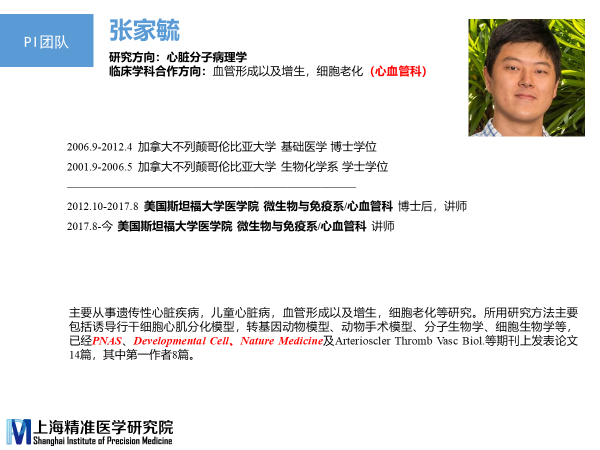 PI团队
张家毓
研究方向：心脏分子病理学
临床学科合作方向：血管形成以及增生，细胞老化（心血管科）
2006.9-2012.4 加拿大不列颠哥伦比亚大学 基础医学 博士学位
2001.9-2006.5 加拿大不列颠哥伦比亚大学 生物化学系 学士学位
2012.10-2017.8 美国斯坦福大学医学院 微生物与免疫系/心血管科 博士后，讲师
2017.8-今 美国斯坦福大学医学院 微生物与免疫系/心血管科 讲师
主要从事遗传性心脏疾病，儿童心脏病，血管形成以及增生，细胞老化等研究。所用研究方法主要
包括诱导行干细胞心肌分化模型，转基因动物模型、动物手术模型、分子生物学、细胞生物学等，
已经PNAS、Developmental Cell、Nature Medicine及Arterioscler Thromb Vasc Biol.等期刊上发表论文
14篇，其中第一作者8篇。
上海精准医学研究院
Shanghai Institute of Precision Medicine